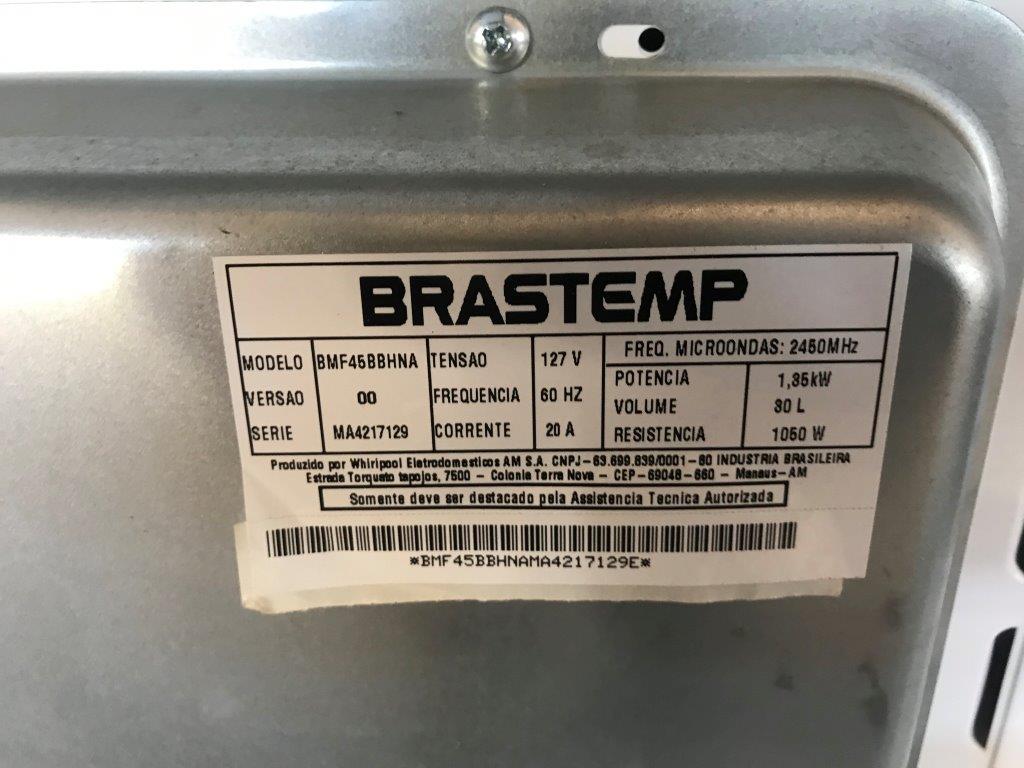 BRASTEMP
MODELO BMF45BBHNA TENSAO 127 V FREQ. MICROONDAS: 2450MHz
VERSAO 00 FREQUENCIA 60 HZ POTENCIA 1,35kW
VOLUME 30 L
SERIE MA4217129 CORRENTE 20 A RESISTENCIA 1050 W
Produzido por Whirlpool Eletrodomesticos AM S.A. CNPJ-63.699.839/0001-80 INDUSTRIA BRASILEIRA
Estrada Torquato tapajos, 7500 - Colonia Terra Nova - CEP-69048-660 - Manaus-AM
Somente deve ser destacado pela Assistencia Tecnica Autorizada
*BMF45BBHNAMA4217129E*